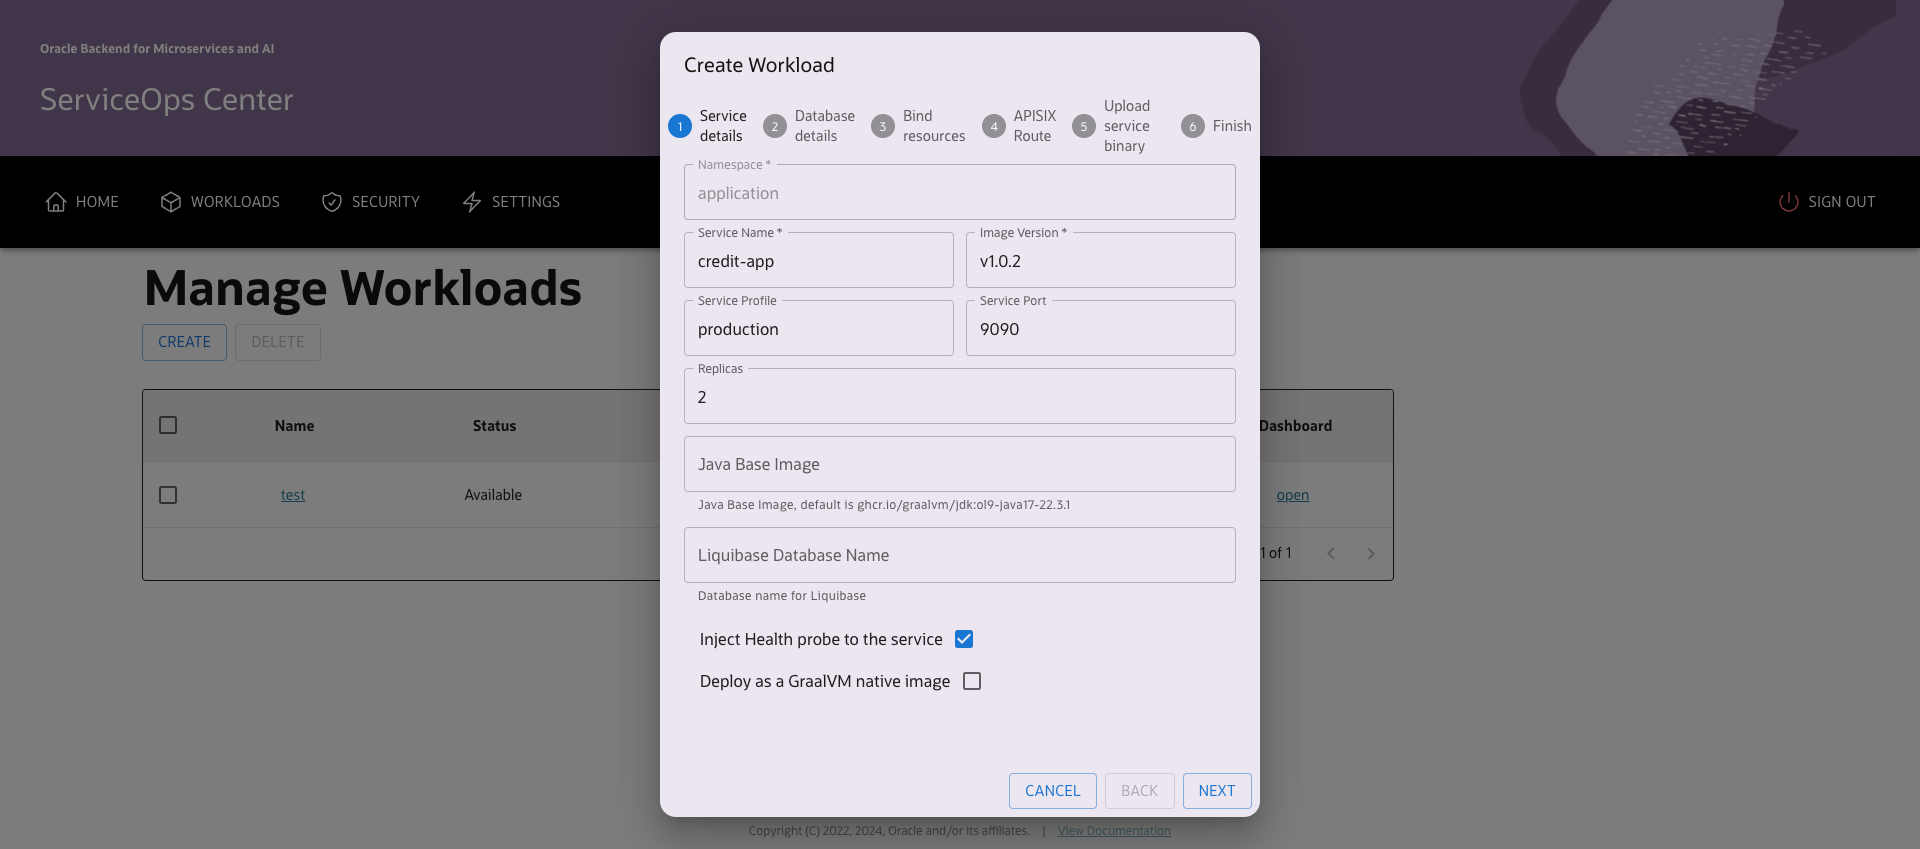 Oracle Backend for Microservices and AI
ServiceOps Center
HOME
WORKLOADS
SECURITY
SETTINGS
SIGN OUT
Manage Workloads
CREATE
DELETE
Name
Status
Dashboard
test
Available
open
1 of 1
Create Workload
1
Service
details
2
Database
details
3
Bind
resources
4
APISIX
Route
5
Upload
service
binary
6
Finish
Namespace *
application
Service Name *
credit-app
Image Version *
v1.0.2
Service Profile
production
Service Port
9090
Replicas
2
Java Base Image
Java Base Image, default is ghcr.io/graalvm/jdk:ol9-java17-22.3.1
Liquibase Database Name
Database name for Liquibase
Inject Health probe to the service
Deploy as a GraalVM native image
CANCEL
BACK
NEXT
Copyright (C) 2022, 2024, Oracle and/or its affiliates. | View Documentation